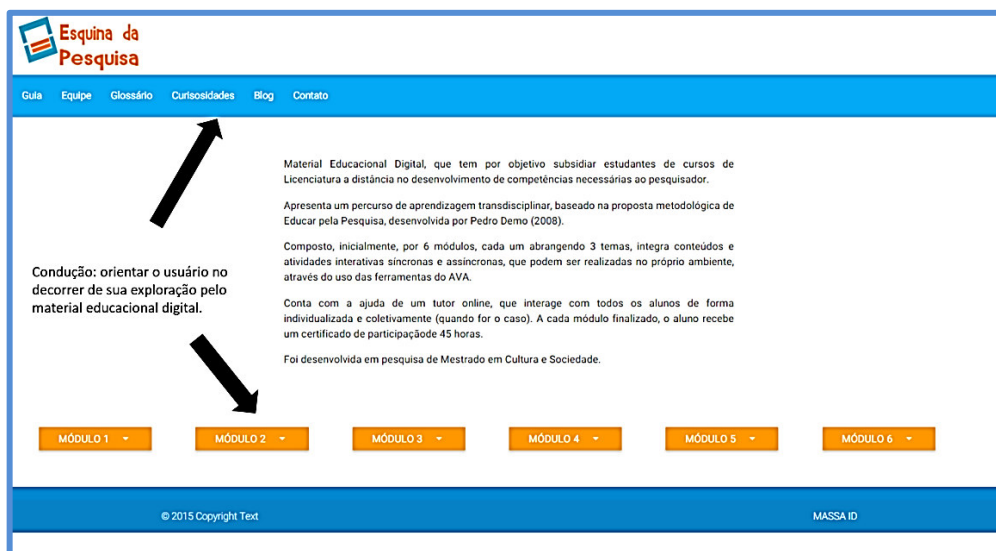 Esquina da
Pesquisa
Guia Equipe Glossário Curisosidades Blog Contato
Material Educacional Digital, que tem por objetivo subsidiar estudantes de cursos de
Licenciatura a distância no desenvolvimento de competências necessárias ao pesquisador.
Apresenta um percurso de aprendizagem transdisciplinar, baseado na proposta metodológica de
Educar pela Pesquisa, desenvolvida por Pedro Demo (2008).
Composto, inicialmente, por 6 módulos, cada um abrangendo 3 temas, integra conteúdos e
atividades interativas síncronas e assíncronas, que podem ser realizadas no próprio ambiente,
através do uso das ferramentas do AVA.
Conta com a ajuda de um tutor online, que interage com todos os alunos de forma
individualizada e coletivamente (quando for o caso). A cada módulo finalizado, o aluno recebe
um certificado de participaçãode 45 horas.
Foi desenvolvida em pesquisa de Mestrado em Cultura e Sociedade.
Condução: orientar o usuário no
decorrer de sua exploração pelo
material educacional digital.
MÓDULO 1 MÓDULO 2 MÓDULO 3 MÓDULO 4 MÓDULO 5 MÓDULO 6
© 2015 Copyright Text MASSA ID